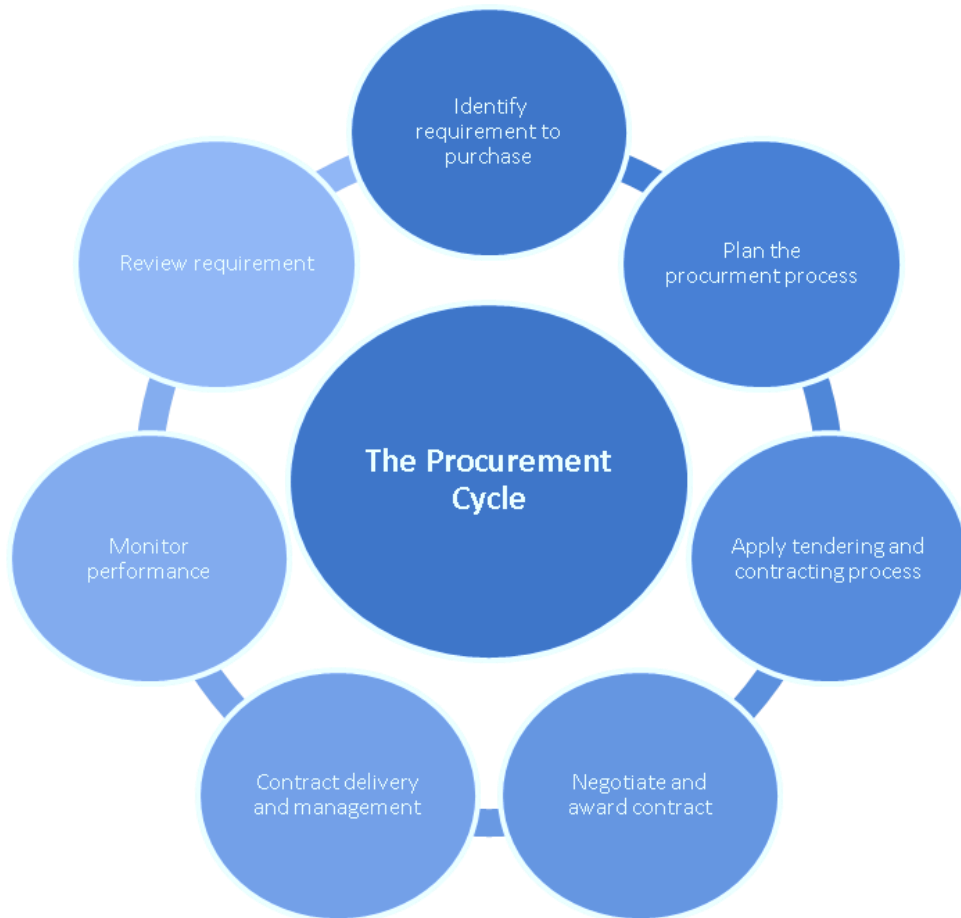 Identify
requirement to
purchase
Plan the
procurment process
Apply tendering and
contracting process
Negotiate and
award contract
Contract delivery
and management
Monitor
performance
Review requirement
The Procurement
Cycle